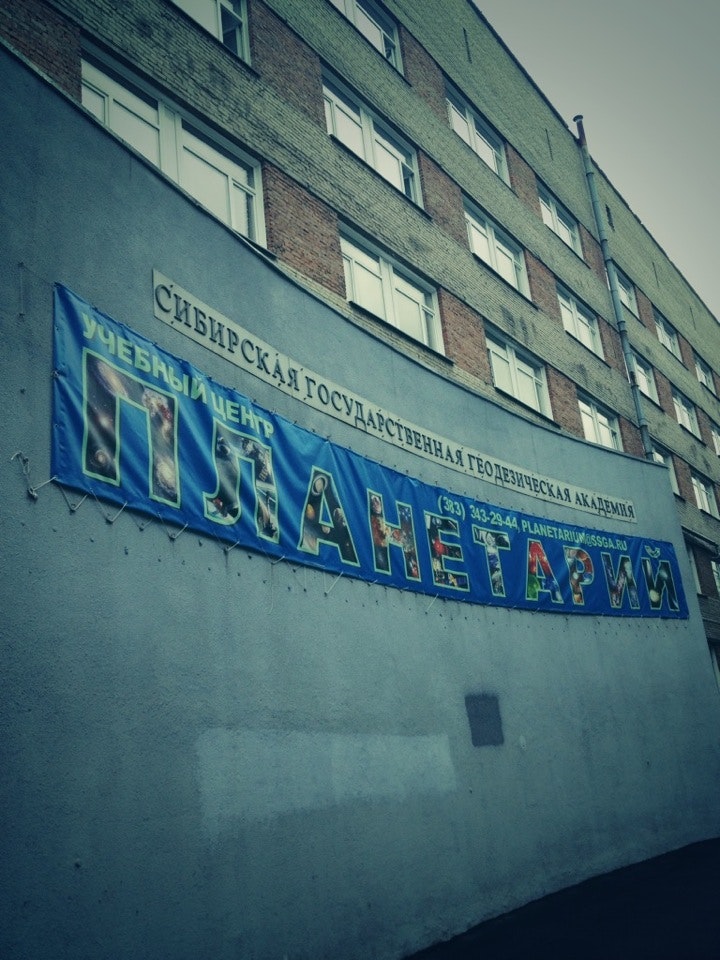 СИБИРСКАЯ ГОСУДАРСТВЕННАЯ ГЕОДЕЗИЧЕСКАЯ АКАДЕМИЯ
УЧЕБНЫЙ ЦЕНТР
(383) 343-29-44, PLANETARIUM@SSGA.RU
ПЛАНЕТАРИЙ